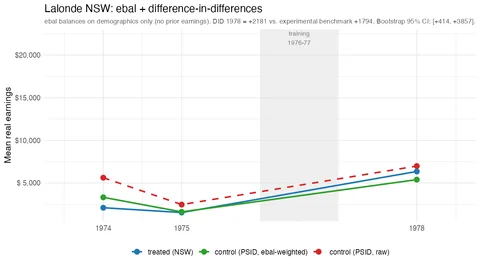 Lalonde NSW: ebal + difference-in-differences
ebal balances on demographics only (no prior earnings). DID 1978 = +2181 vs. experimental benchmark +1794. Bootstrap 95% CI: [+414, +3857].
training
1976-77
Mean real earnings
$20,000
$15,000
$10,000
$ 5,000
1974
1975
1978
treated (NSW)
control (PSID, ebal-weighted)
control (PSID, raw)